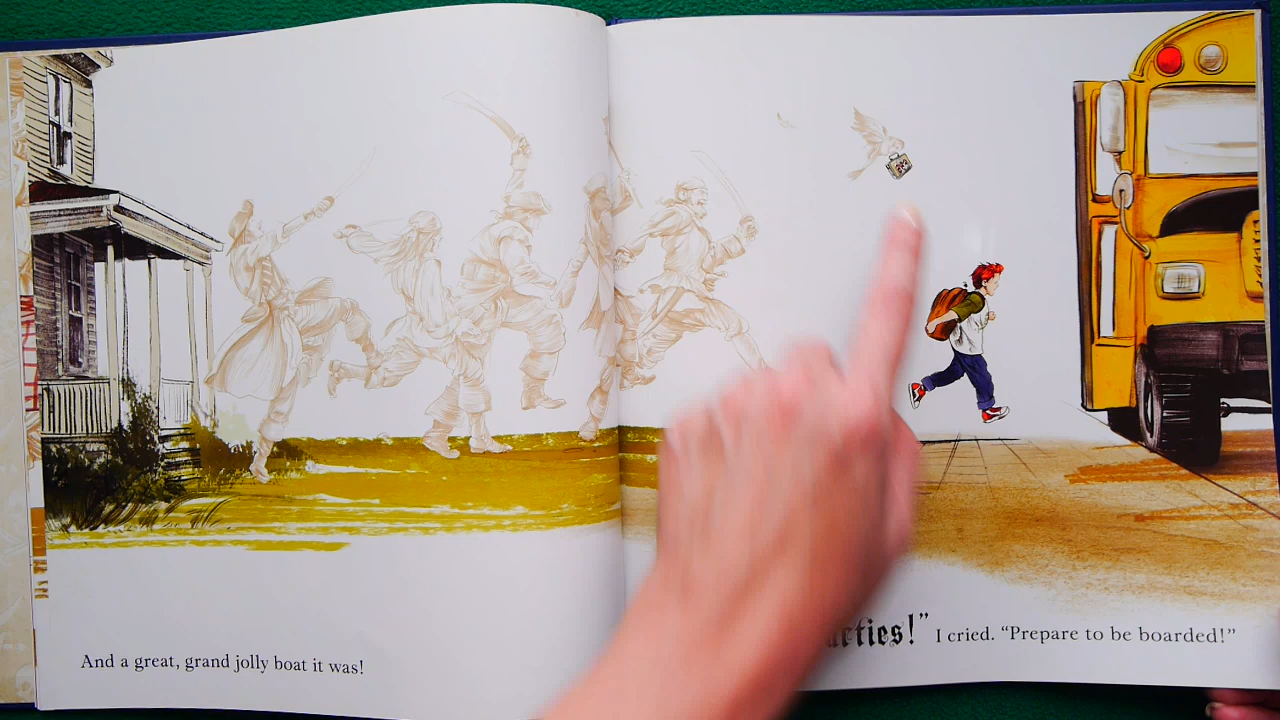 And a great, grand jolly boat it was!
I cried. “Prepare to be boarded!”